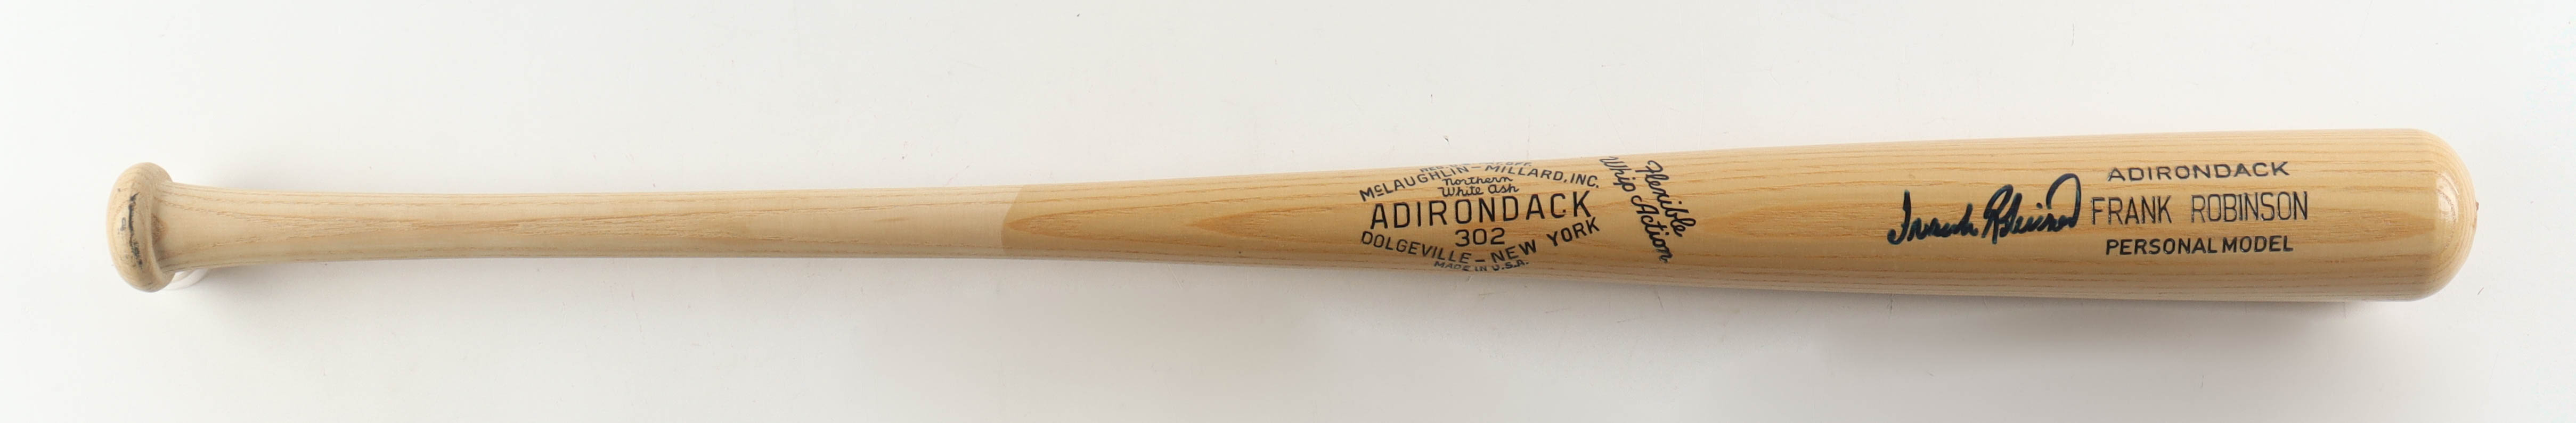 McLAUGHLIN-MILLARD, INC.
Northern
White Ash
ADIRONDACK
302
DOLGEVILLE-NEW YORK
MADE IN U.S.A.
Flexible
Whip Action
Frank Robinson
ADIRONDACK
FRANK ROBINSON
PERSONAL MODEL